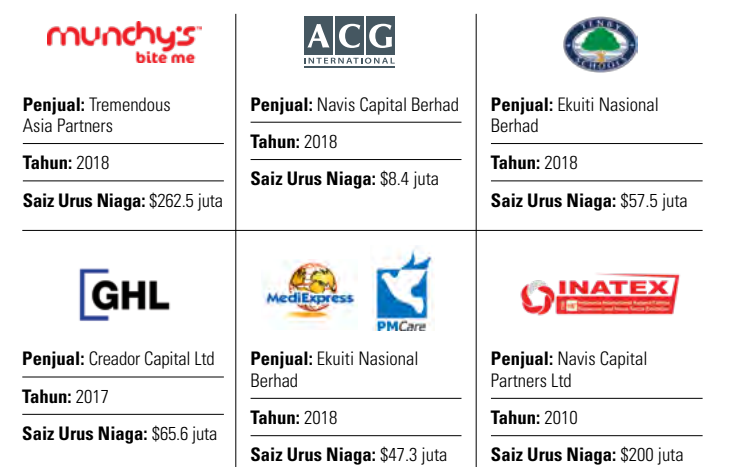 munchy's
bite me
Penjual: Tremendous
Asia Partners
Tahun: 2018
Saiz Urus Niaga: $262.5 juta
ACG
INTERNATIONAL
Penjual: Navis Capital Berhad
Tahun: 2018
Saiz Urus Niaga: $8.4 juta
TENBY
SCHOOLS
Penjual: Ekuiti Nasional
Berhad
Tahun: 2018
Saiz Urus Niaga: $57.5 juta
GHL
Penjual: Creador Capital Ltd
Tahun: 2017
Saiz Urus Niaga: $65.6 juta
MediExpress
PMCare
Penjual: Ekuiti Nasional
Berhad
Tahun: 2018
Saiz Urus Niaga: $47.3 juta
INATEX
Penjual: Navis Capital
Partners Ltd
Tahun: 2010
Saiz Urus Niaga: $200 juta